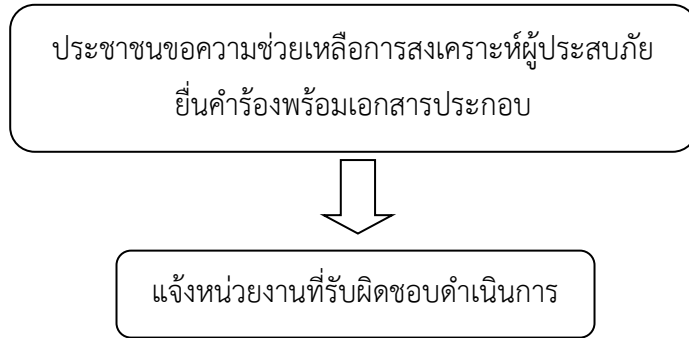 ประชาชนขอความช่วยเหลือการสงเคราะห์ผู้ประสบภัย
ยื่นคำร้องพร้อมเอกสารประกอบ
แจ้งหน่วยงานที่รับผิดชอบดำเนินการ